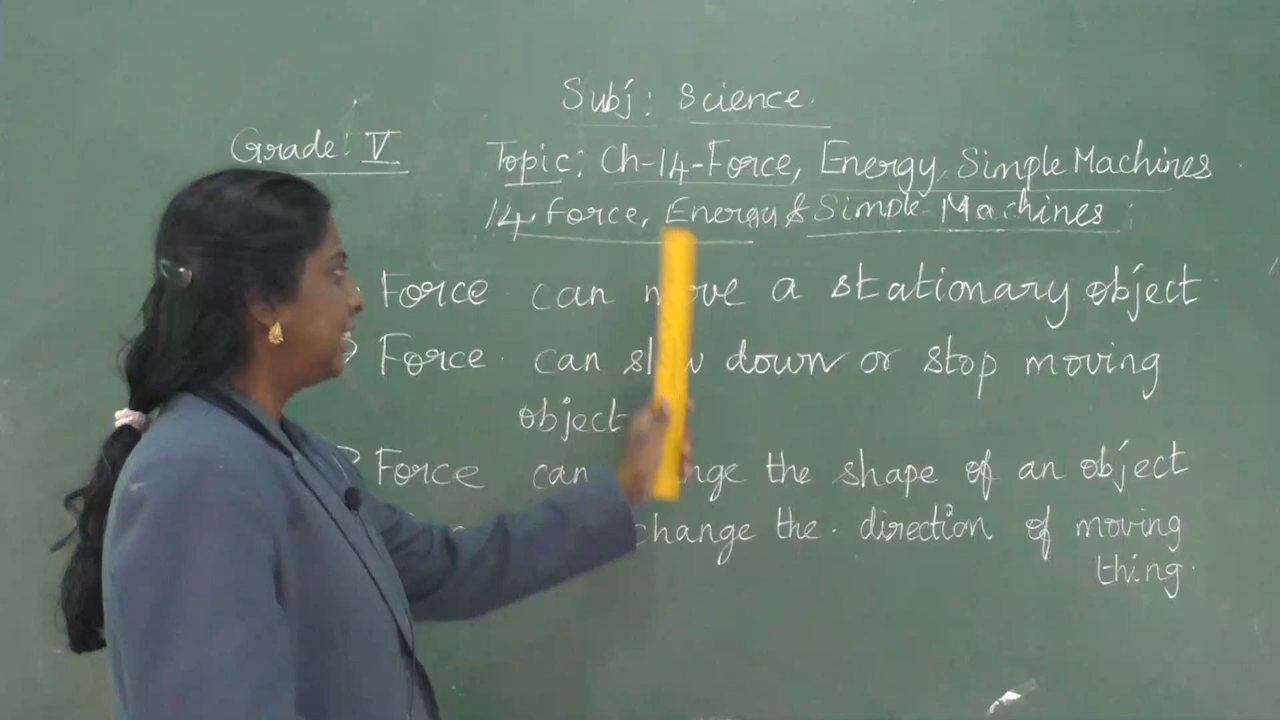 Subj: Science.
Grade: V
Topic: Ch-14-Force, Energy, Simple Machines
14. Force, Energy & Simple Machines
Force can move a stationary object
Force can slow down or stop moving
object
Force can the shape of an object
change the direction of moving
thing.